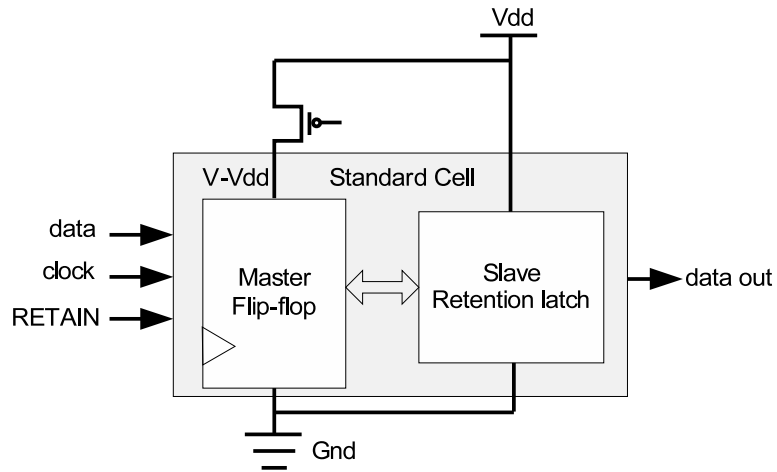 Vdd
V-Vdd
Standard Cell
data
clock
RETAIN
Master
Flip-flop
Slave
Retention latch
data out
Gnd